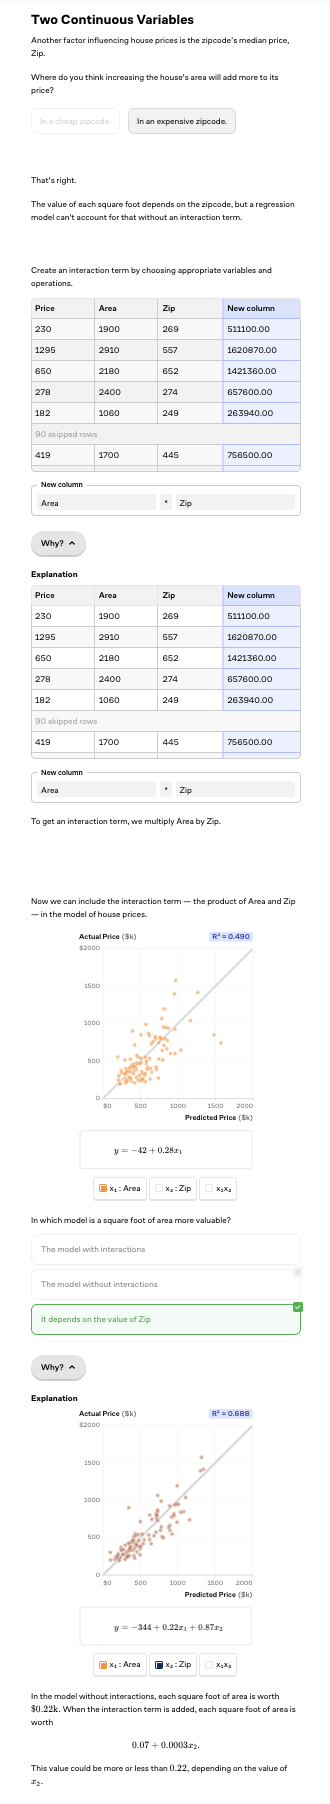 Two Continuous Variables
Another factor influencing house prices is the zipcode's median price,
Zip.
Where do you think increasing the house's area will add more to its
price?
In a cheap zipcode.
In an expensive zipcode.
That's right.
The value of each square foot depends on the zipcode, but a regression
model can't account for that without an interaction term.
Create an interaction term by choosing appropriate variables and
operations.
Price Area Zip New column
230 1900 269 511100.00
1295 2910 557 1620870.00
650 2180 652 1421360.00
278 2400 274 657600.00
182 1060 249 263940.00
90 skipped rows
419 1700 445 756500.00
New column
Area * Zip
Why?
Explanation
Price Area Zip New column
230 1900 269 511100.00
1295 2910 557 1620870.00
650 2180 652 1421360.00
278 2400 274 657600.00
182 1060 249 263940.00
90 skipped rows
419 1700 445 756500.00
New column
Area * Zip
To get an interaction term, we multiply Area by Zip.
Now we can include the interaction term — the product of Area and Zip
— in the model of house prices.
Actual Price ($k) R² = 0.490
$2000
1500
1000
500
0
$0 500 1000 1500 2000
Predicted Price ($k)
y = −42 + 0.28x₁
x₁ : Area x₂ : Zip x₁x₂
In which model is a square foot of area more valuable?
The model with interactions
The model without interactions
It depends on the value of Zip
Why?
Explanation
Actual Price ($k) R² = 0.688
$2000
1500
1000
500
0
$0 500 1000 1500 2000
Predicted Price ($k)
y = −344 + 0.22x₁ + 0.87x₂
x₁ : Area x₂ : Zip x₁x₂
In the model without interactions, each square foot of area is worth
$0.22k. When the interaction term is added, each square foot of area is
worth
0.07 + 0.0003x₂.
This value could be more or less than 0.22, depending on the value of
x₂.